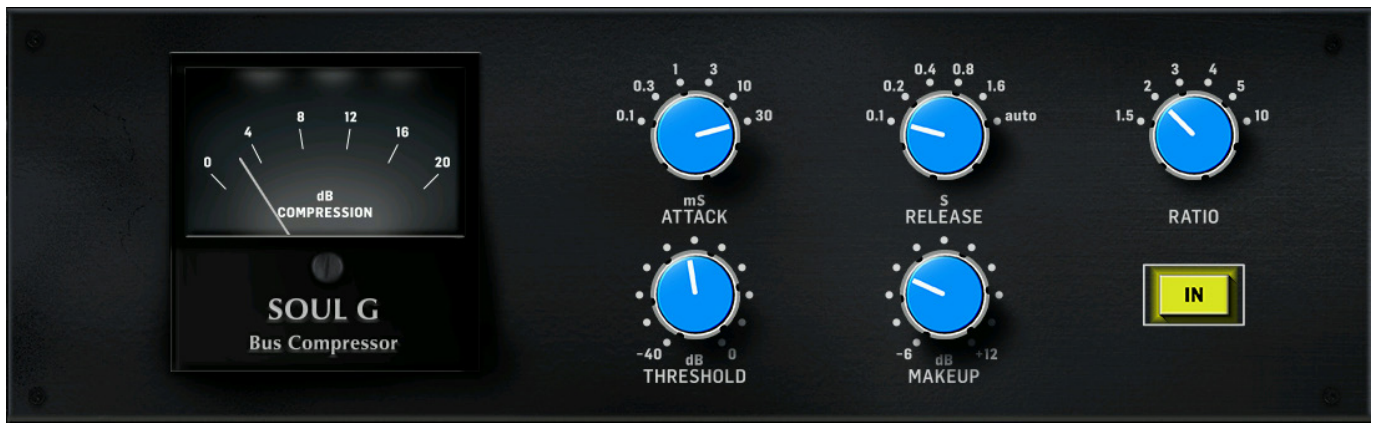 0 4 8 12 16 20
dB
COMPRESSION
SOUL G
Bus Compressor
0.1 0.3 1 3 10 30
mS
ATTACK
0.1 0.2 0.4 0.8 1.6 auto
S
RELEASE
1.5 2 3 4 5 10
RATIO
-40 dB 0
THRESHOLD
-6 dB +12
MAKEUP
IN